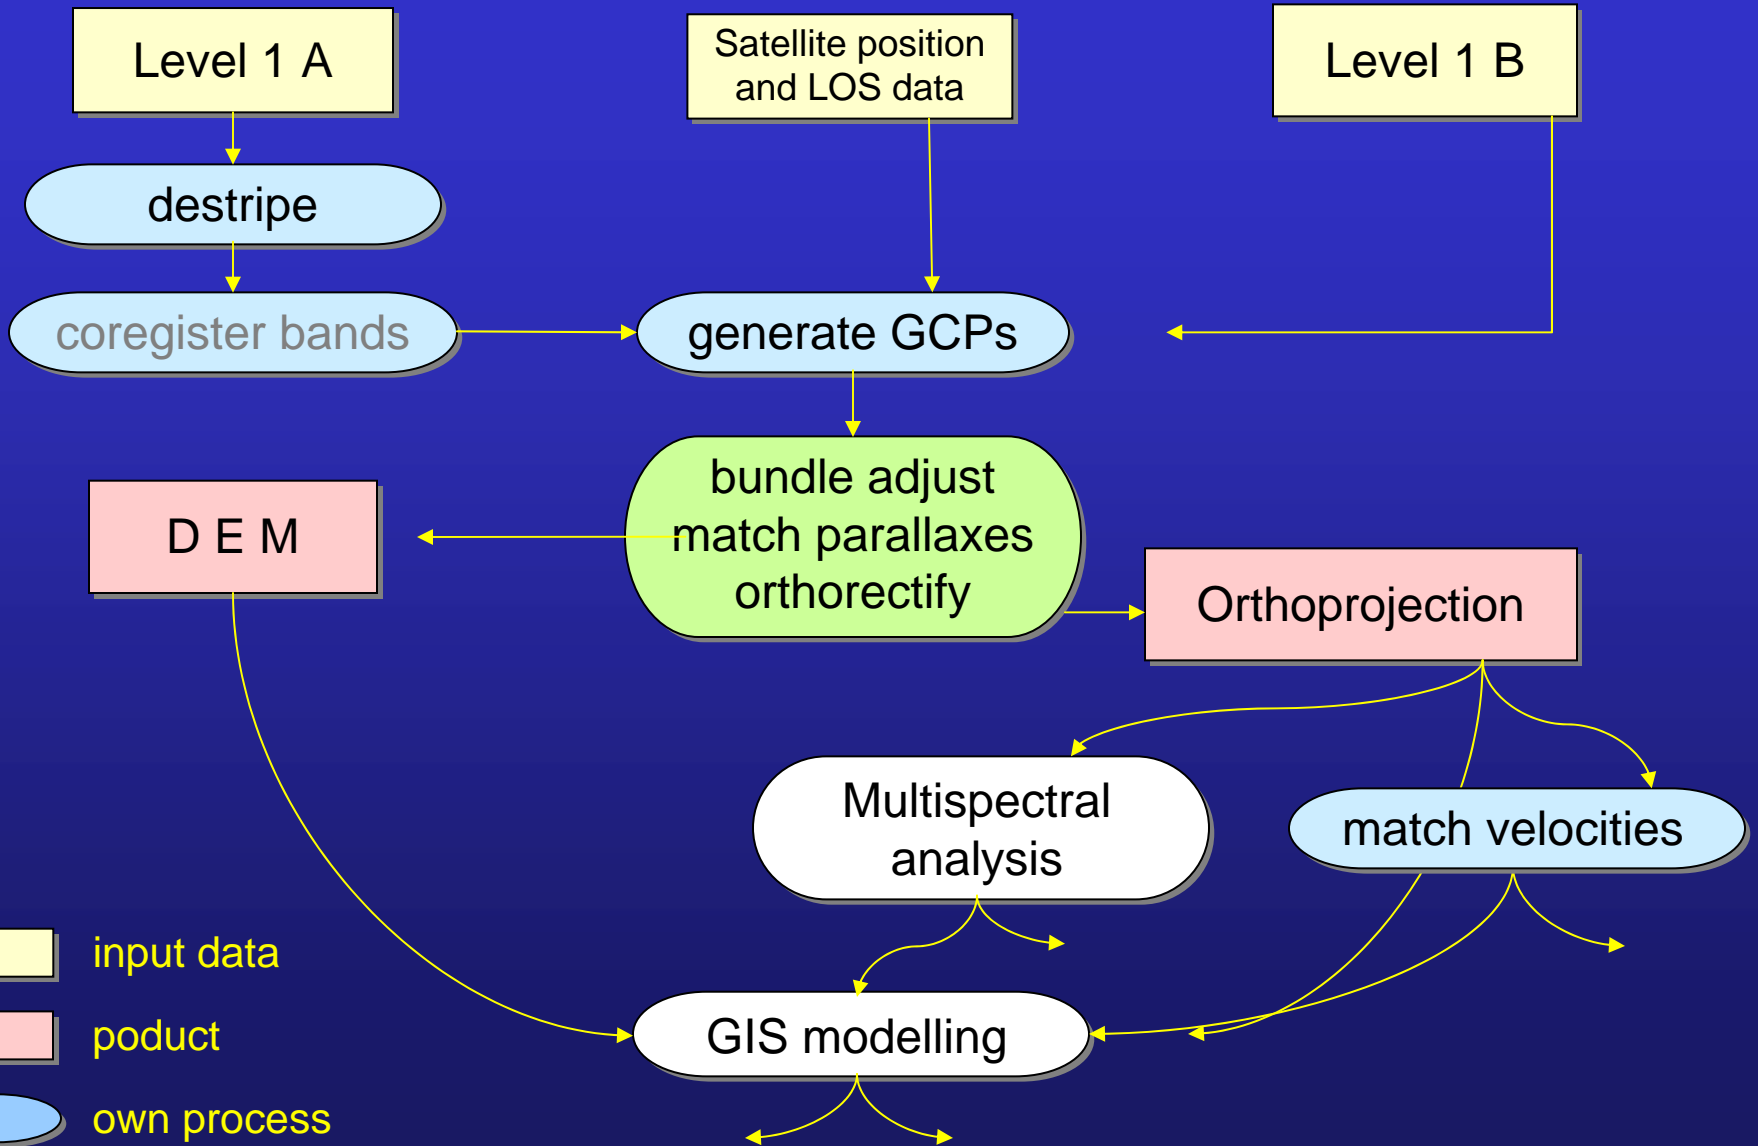 Level 1 A
Satellite position
and LOS data
Level 1 B
destripe
coregister bands
generate GCPs
bundle adjust
match parallaxes
orthorectify
D E M
Orthoprojection
Multispectral
analysis
match velocities
input data
GIS modelling
poduct
own process